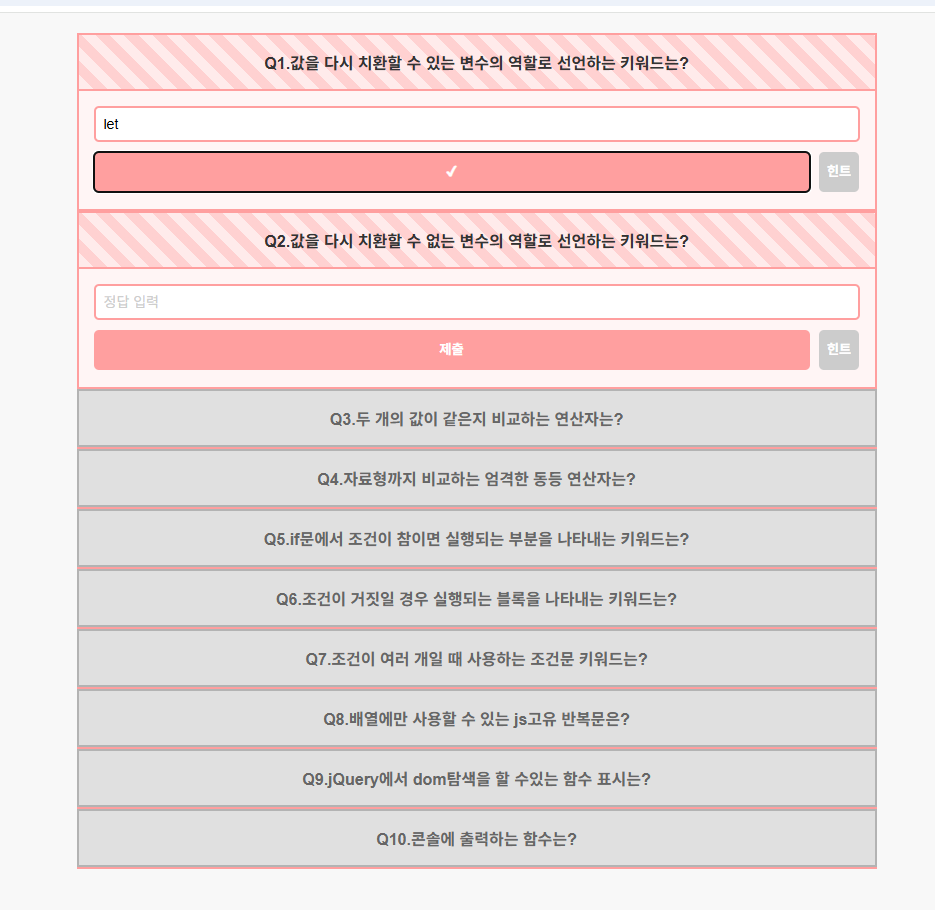 Q1.값을 다시 치환할 수 있는 변수의 역할로 선언하는 키워드는?
let
✔
힌트
Q2.값을 다시 치환할 수 없는 변수의 역할로 선언하는 키워드는?
정답 입력
제출
힌트
Q3.두 개의 값이 같은지 비교하는 연산자는?
Q4.자료형까지 비교하는 엄격한 동등 연산자는?
Q5.if문에서 조건이 참이면 실행되는 부분을 나타내는 키워드는?
Q6.조건이 거짓일 경우 실행되는 블록을 나타내는 키워드는?
Q7.조건이 여러 개일 때 사용하는 조건문 키워드는?
Q8.배열에만 사용할 수 있는 js고유 반복문은?
Q9.jQuery에서 dom탐색을 할 수있는 함수 표시는?
Q10.콘솔에 출력하는 함수는?